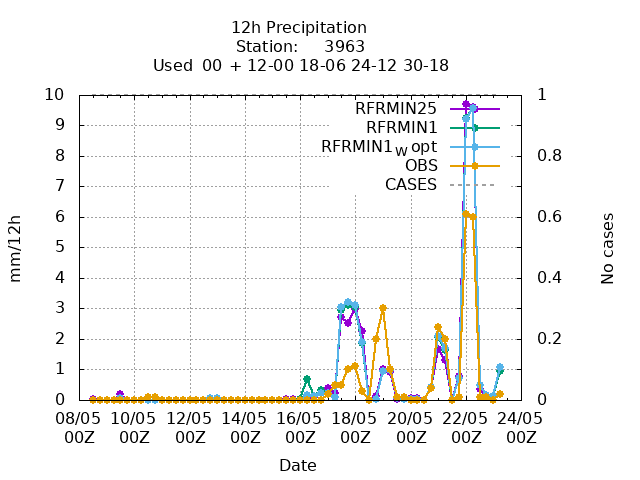 12h Precipitation
Station: 3963
Used 00 + 12-00 18-06 24-12 30-18
10 1
9
8 0.8
7
6 0.6
5
4 0.4
3
2 0.2
1
0 0
mm/12h
No cases
RFRMIN25
RFRMIN1
RFRMIN1w opt
OBS
CASES
08/05 10/05 12/05 14/05 16/05 18/05 20/05 22/05 24/05
00Z 00Z 00Z 00Z 00Z 00Z 00Z 00Z 00Z
Date